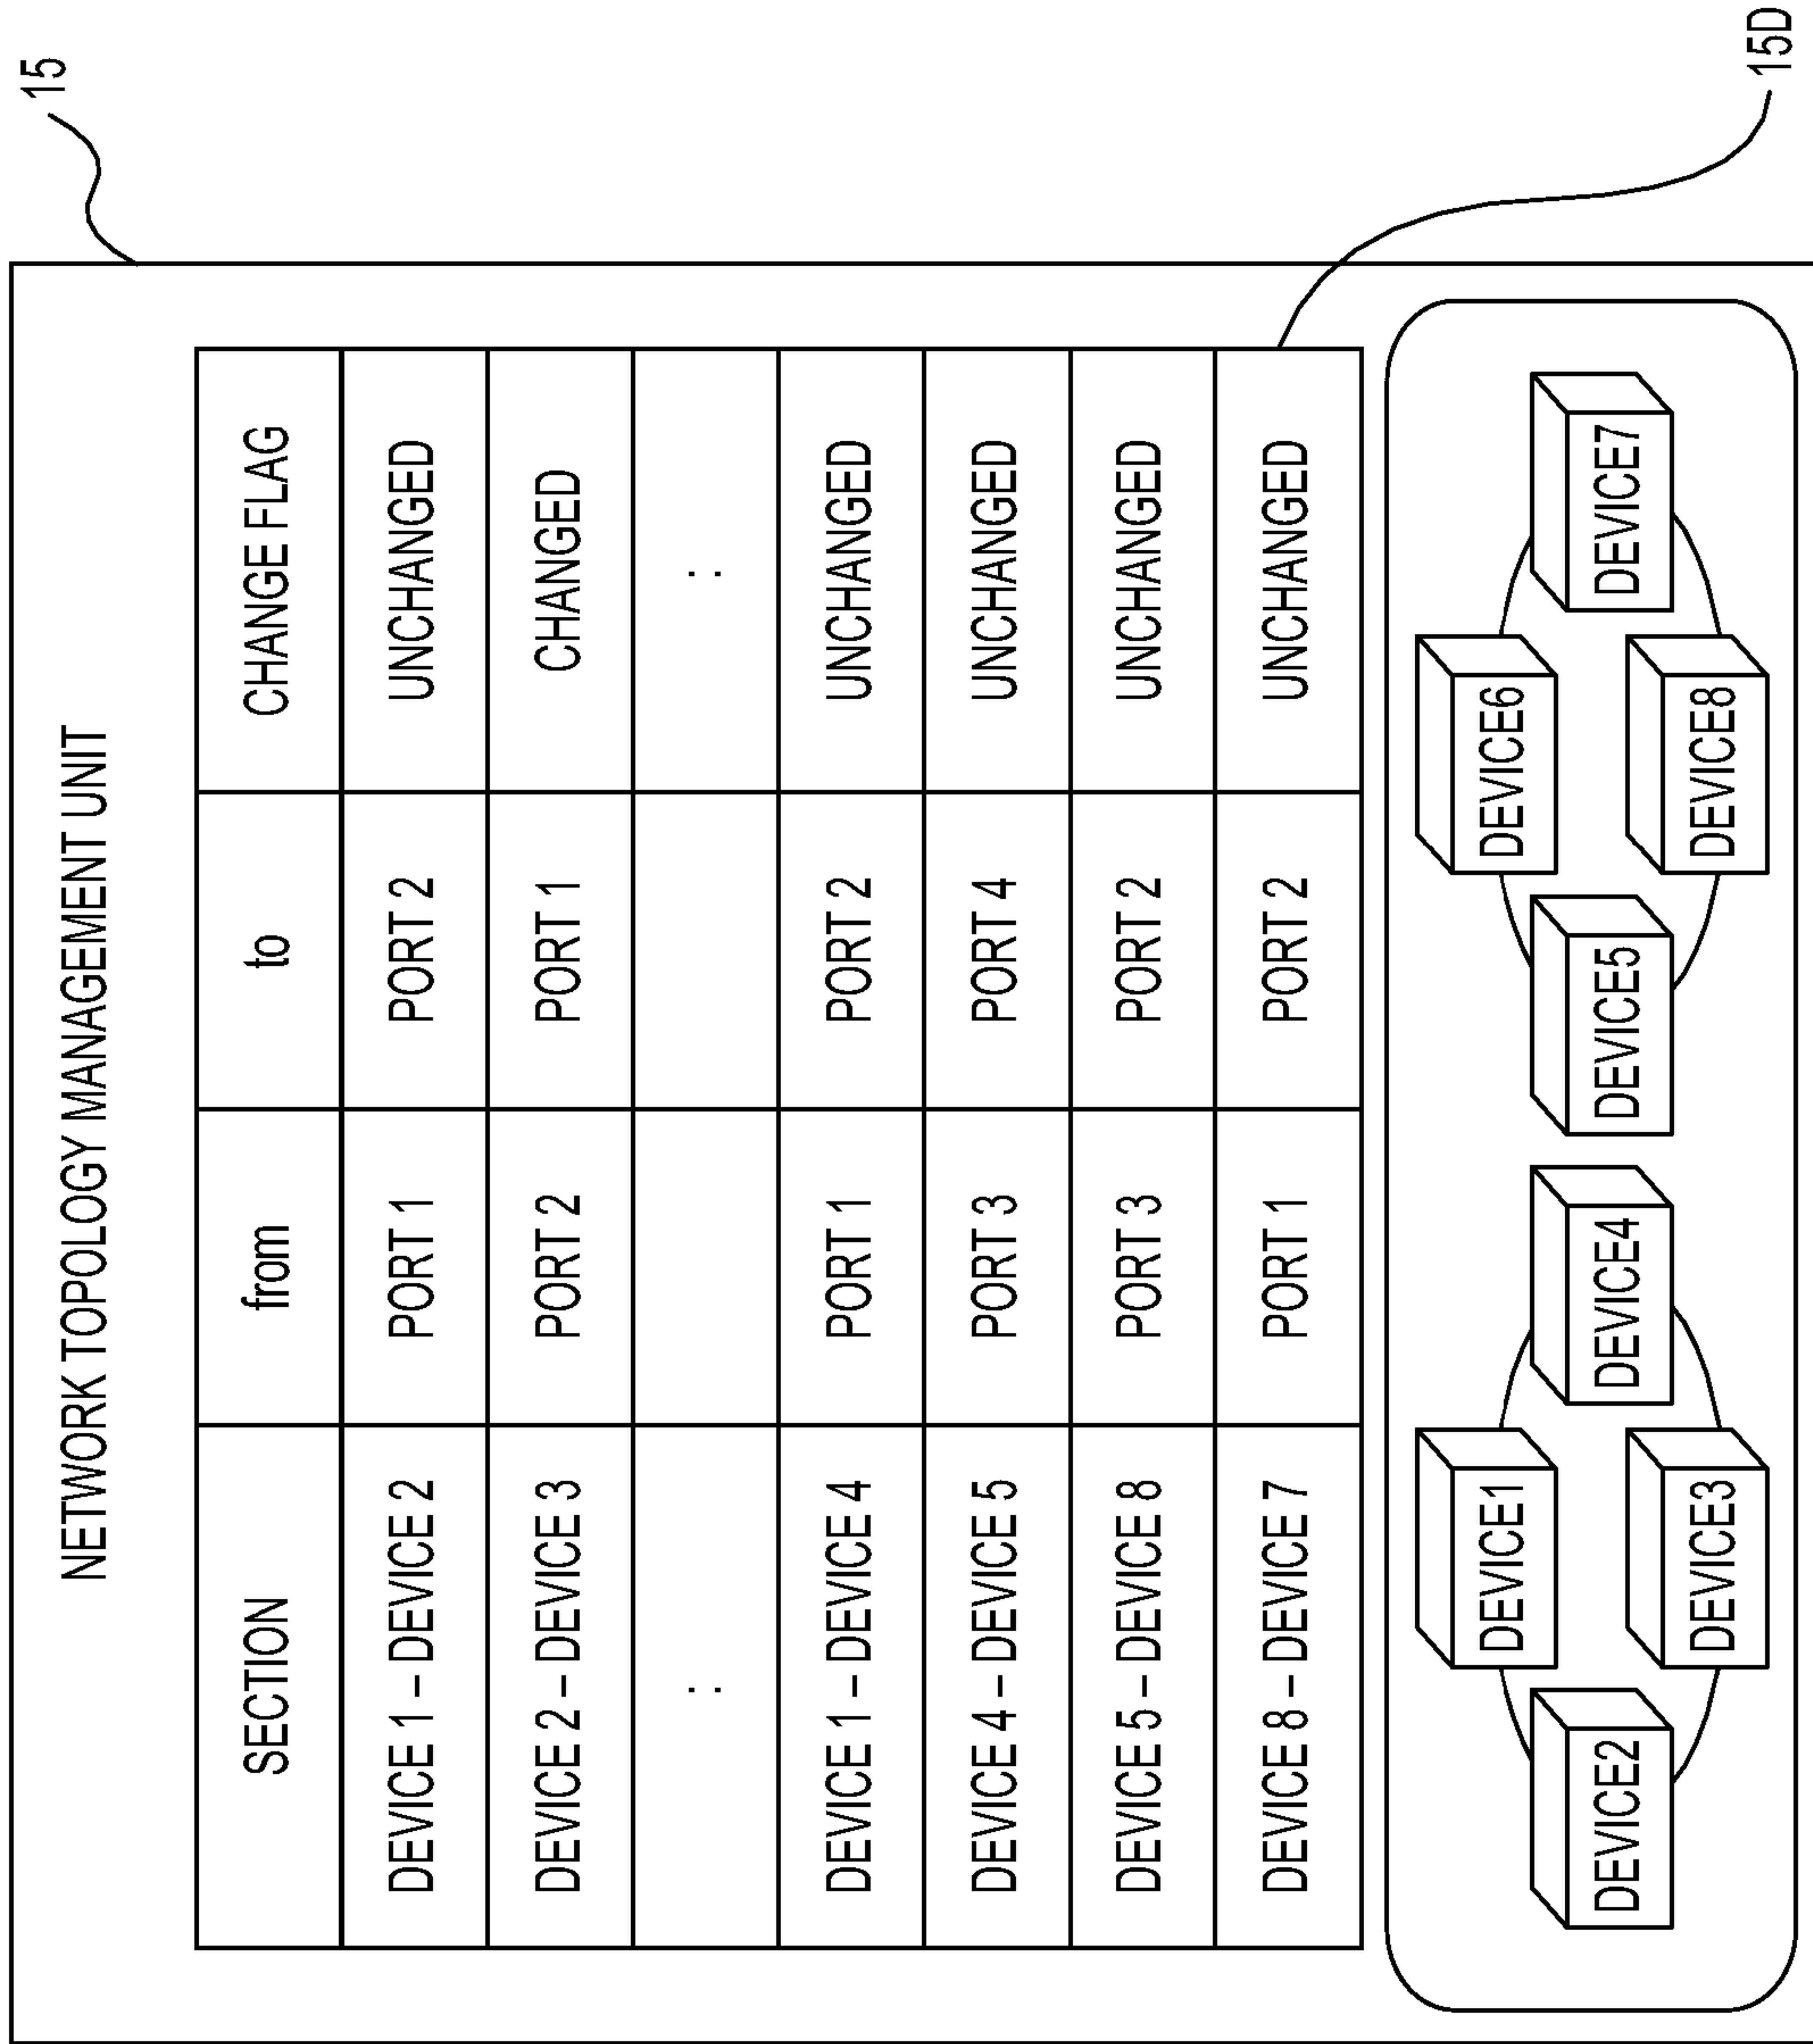 15
NETWORK TOPOLOGY MANAGEMENT UNIT
SECTION from to CHANGE FLAG
DEVICE 1 – DEVICE 2 PORT 1 PORT 2 UNCHANGED
DEVICE 2 – DEVICE 3 PORT 2 PORT 1 CHANGED
: :
DEVICE 1 – DEVICE 4 PORT 1 PORT 2 UNCHANGED
DEVICE 4 – DEVICE 5 PORT 3 PORT 4 UNCHANGED
DEVICE 5 – DEVICE 8 PORT 3 PORT 2 UNCHANGED
DEVICE 8 – DEVICE 7 PORT 1 PORT 2 UNCHANGED
15D
DEVICE1 DEVICE6
DEVICE2 DEVICE4 DEVICE5 DEVICE7
DEVICE3 DEVICE8